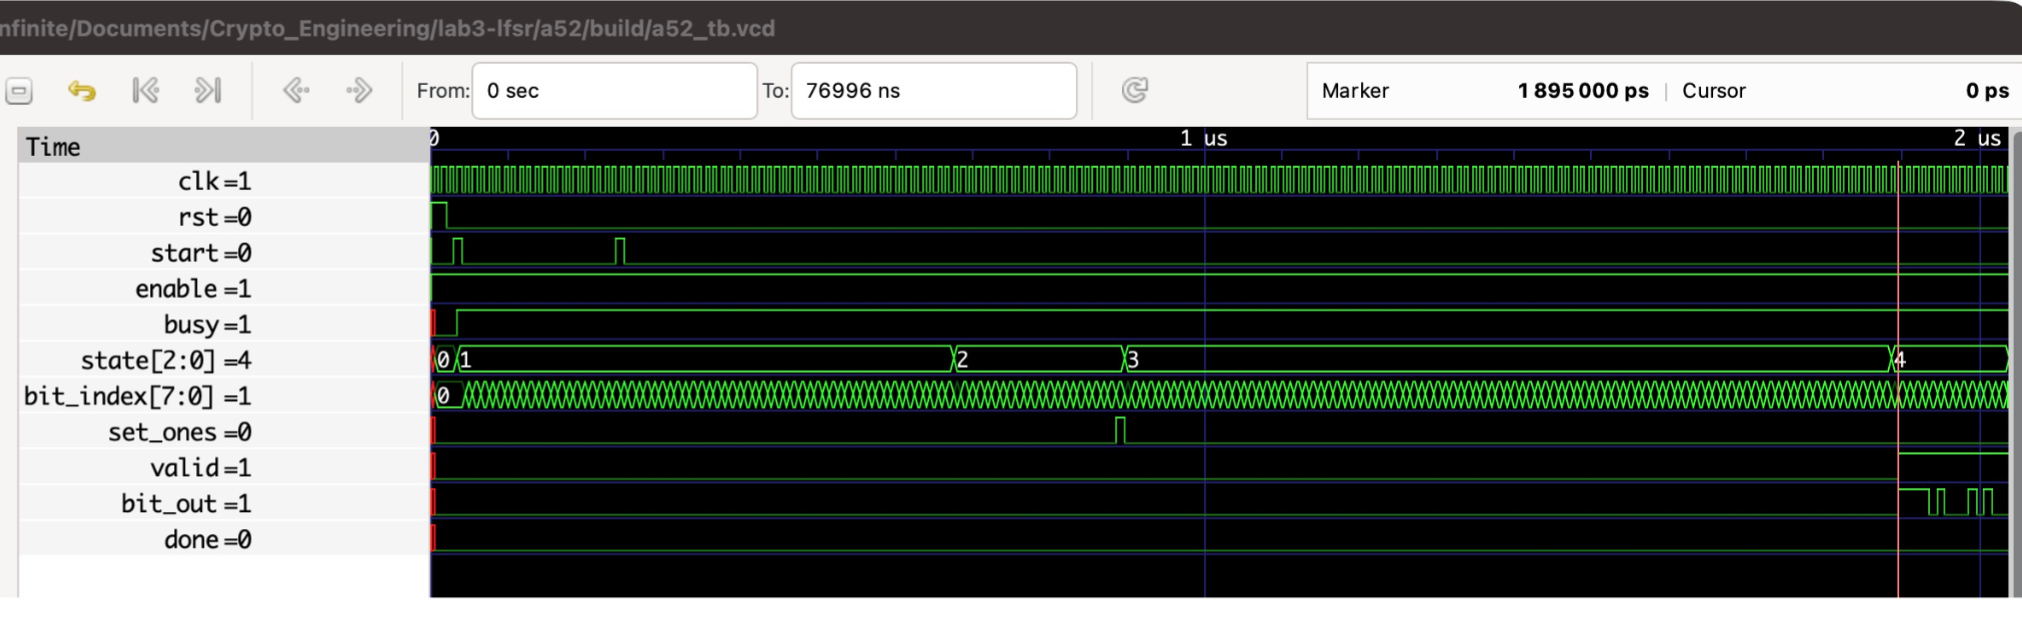 nfinite/Documents/Crypto_Engineering/lab3-lfsr/a52/build/a52_tb.vcd
From: 0 sec To: 76996 ns Marker 1 895 000 ps | Cursor 0 ps
Time 0 1 us 2 us
clk =1
rst =0
start =0
enable =1
busy =1
state[2:0] =4 0 1 2 3 4
bit_index[7:0] =1 0
set_ones =0
valid =1
bit_out =1
done =0